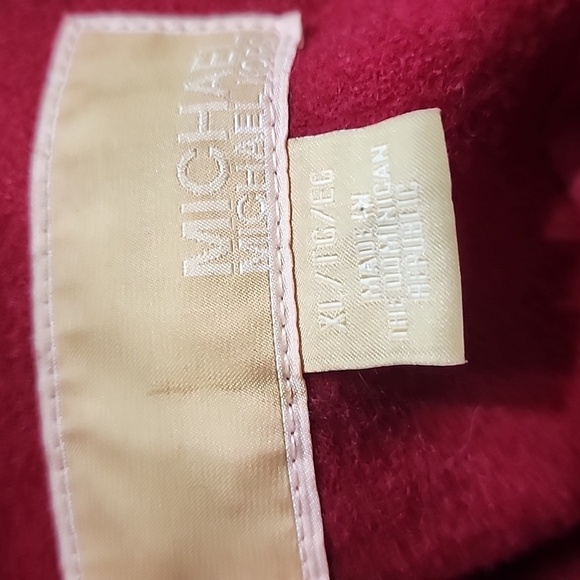 MICHAEL
MICHAEL KORS
XL/TG/EG
MADE IN
THE DOMINICAN
REPUBLIC